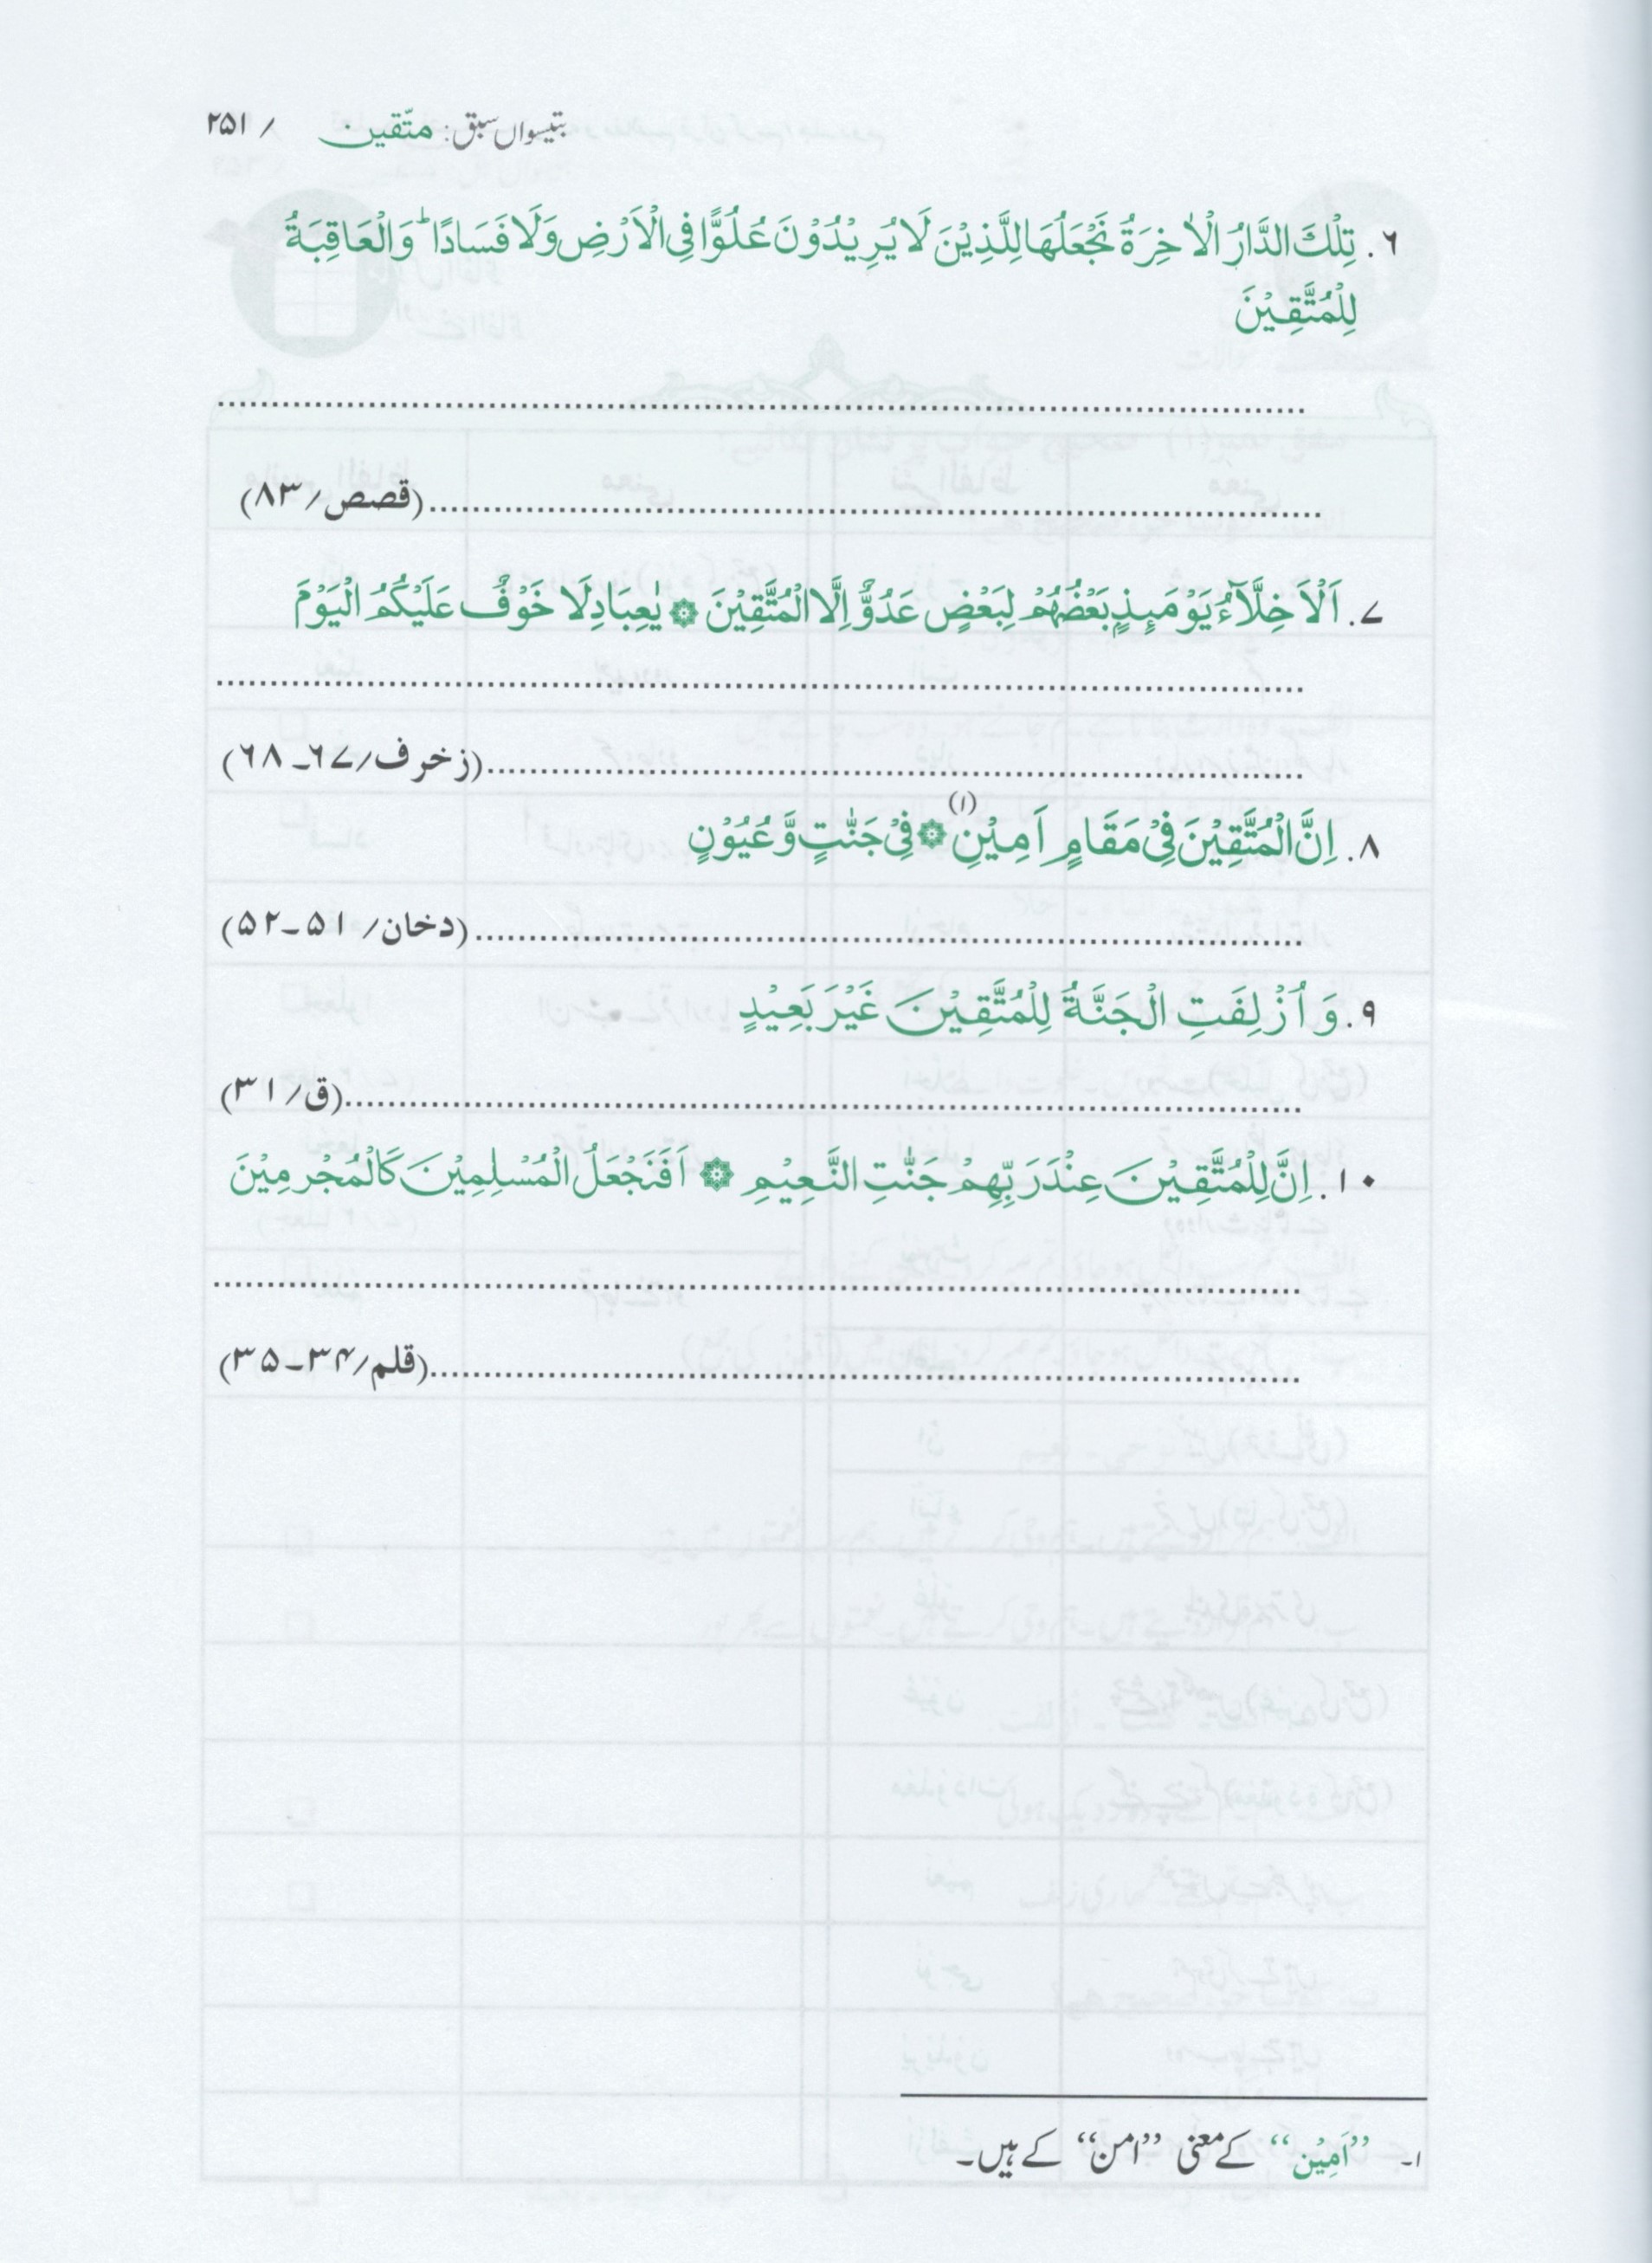 بتیسواں سبق: متّقین / ۲۵۱
۶. تِلْكَ الدَّارُ الْاٰخِرَةُ نَجْعَلُهَا لِلَّذِيْنَ لَا يُرِيْدُوْنَ عُلُوًّا فِي الْاَرْضِ وَلَا فَسَادًا ؕ وَالْعَاقِبَةُ
لِلْمُتَّقِيْنَ
(قصص/۸۳)
۷. اَلْاَخِلَّآءُ يَوْمَىِٕذٍۭ بَعْضُهُمْ لِبَعْضٍ عَدُوٌّ اِلَّا الْمُتَّقِيْنَ ۞ يٰعِبَادِ لَا خَوْفٌ عَلَيْكُمُ الْيَوْمَ
(زخرف/۶۷۔۶۸)
۸. اِنَّ الْمُتَّقِيْنَ فِيْ مَقَامٍ اَمِيْنٍ(۱) ۞ فِيْ جَنّٰتٍ وَّ عُيُوْنٍ
(دخان/ ۵۱۔۵۲)
۹. وَ اُزْلِفَتِ الْجَنَّةُ لِلْمُتَّقِيْنَ غَيْرَ بَعِيْدٍ
(ق/۳۱)
۱۰. اِنَّ لِلْمُتَّقِيْنَ عِنْدَ رَبِّهِمْ جَنّٰتِ النَّعِيْمِ ۞ اَفَنَجْعَلُ الْمُسْلِمِيْنَ كَالْمُجْرِمِيْنَ
(قلم/۳۴۔۳۵)
۱۔ ”اَمِیْن“ کے معنی ”امن“ کے ہیں۔